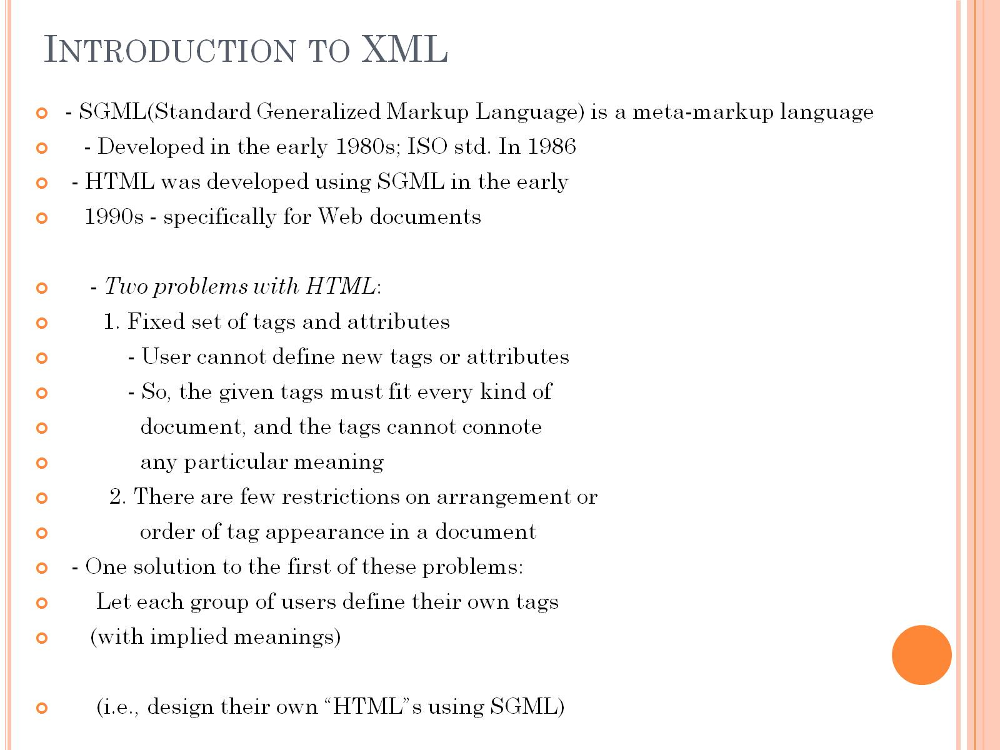 INTRODUCTION TO XML
- SGML(Standard Generalized Markup Language) is a meta-markup language
- Developed in the early 1980s; ISO std. In 1986
- HTML was developed using SGML in the early
1990s - specifically for Web documents
- Two problems with HTML:
1. Fixed set of tags and attributes
- User cannot define new tags or attributes
- So, the given tags must fit every kind of
document, and the tags cannot connote
any particular meaning
2. There are few restrictions on arrangement or
order of tag appearance in a document
- One solution to the first of these problems:
Let each group of users define their own tags
(with implied meanings)
(i.e., design their own “HTML”s using SGML)